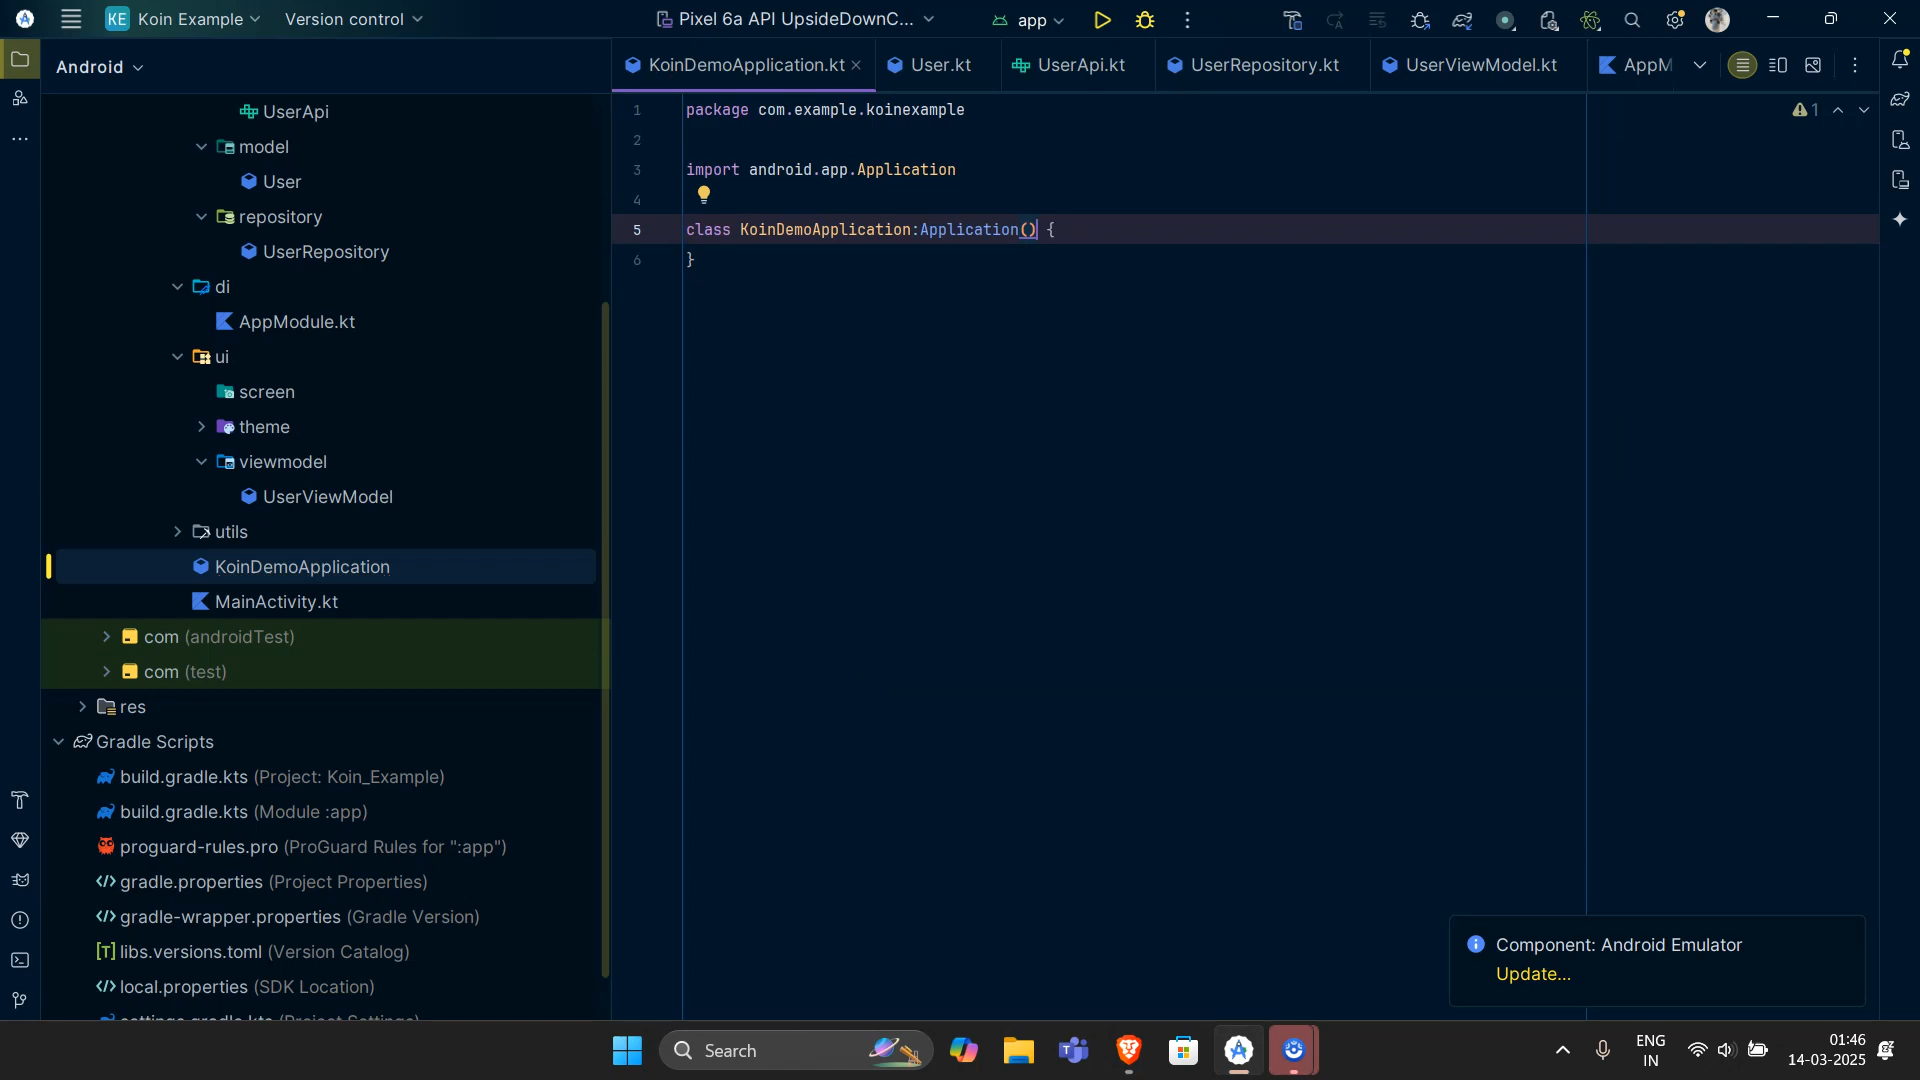 KE Koin Example Version control Pixel 6a API UpsideDownC... app
Android
KoinDemoApplication.kt User.kt UserApi.kt UserRepository.kt UserViewModel.kt AppM
UserApi
model
User
repository
UserRepository
di
AppModule.kt
ui
screen
theme
viewmodel
UserViewModel
utils
KoinDemoApplication
MainActivity.kt
com (androidTest)
com (test)
res
Gradle Scripts
build.gradle.kts (Project: Koin_Example)
build.gradle.kts (Module :app)
proguard-rules.pro (ProGuard Rules for ":app")
gradle.properties (Project Properties)
gradle-wrapper.properties (Gradle Version)
libs.versions.toml (Version Catalog)
local.properties (SDK Location)
settings.gradle.kts (Project Settings)
1 package com.example.koinexample
2
3 import android.app.Application
4
5 class KoinDemoApplication:Application() {
6 }
1
Component: Android Emulator
Update...
Search
ENG
IN
01:46
14-03-2025